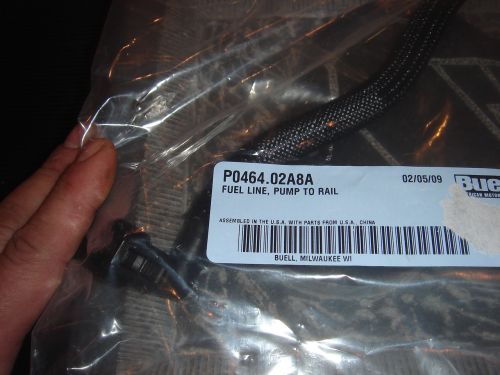 P0464.02A8A 02/05/09
FUEL LINE, PUMP TO RAIL
ASSEMBLED IN THE U.S.A. WITH PARTS FROM U.S.A., CHINA
BUELL, MILWAUKEE WI